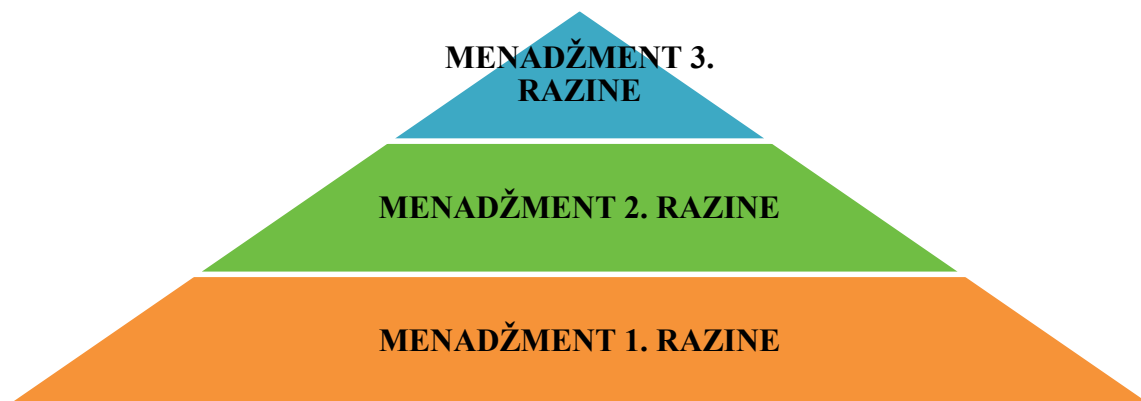 MENADŽMENT 3.
RAZINE
MENADŽMENT 2. RAZINE
MENADŽMENT 1. RAZINE